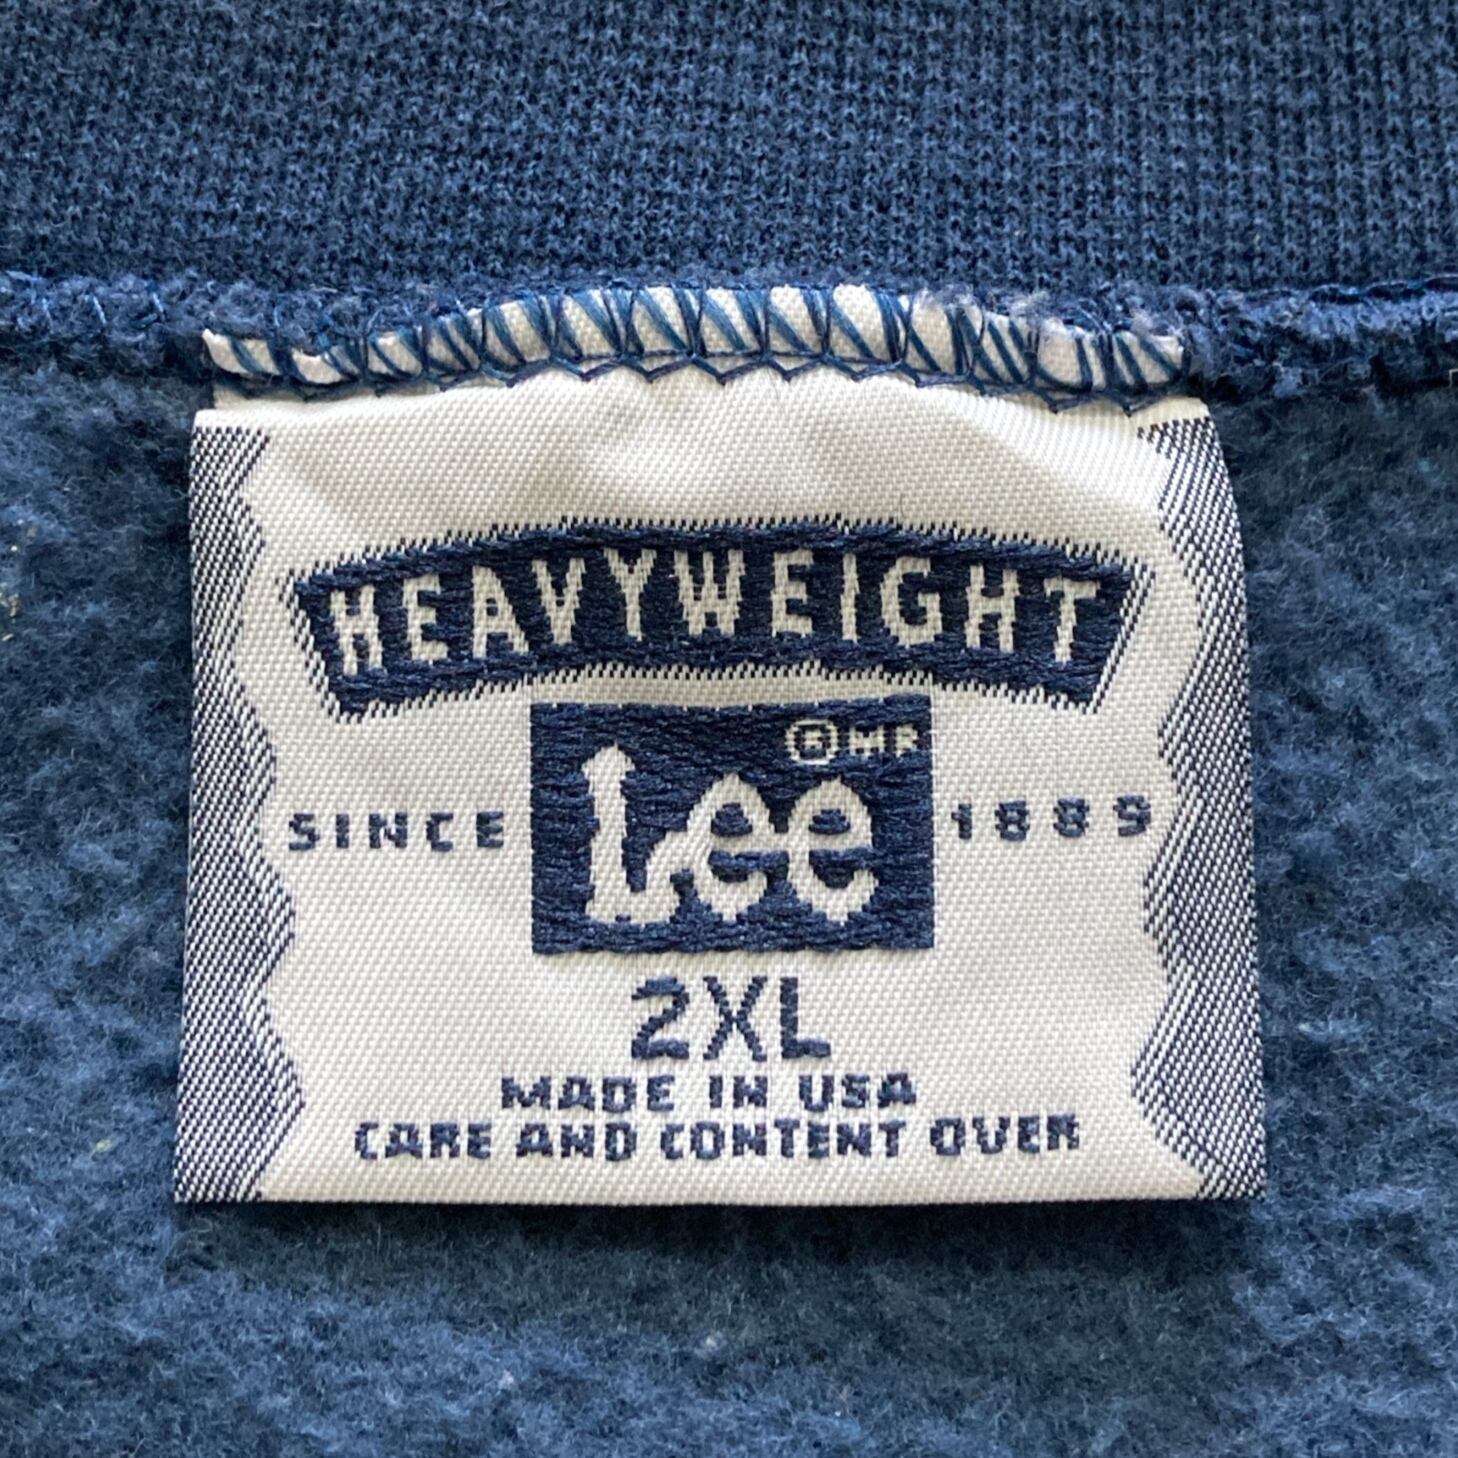 HEAVYWEIGHT
® MR
SINCE Lee 1889
2XL
MADE IN USA
CARE AND CONTENT OVER